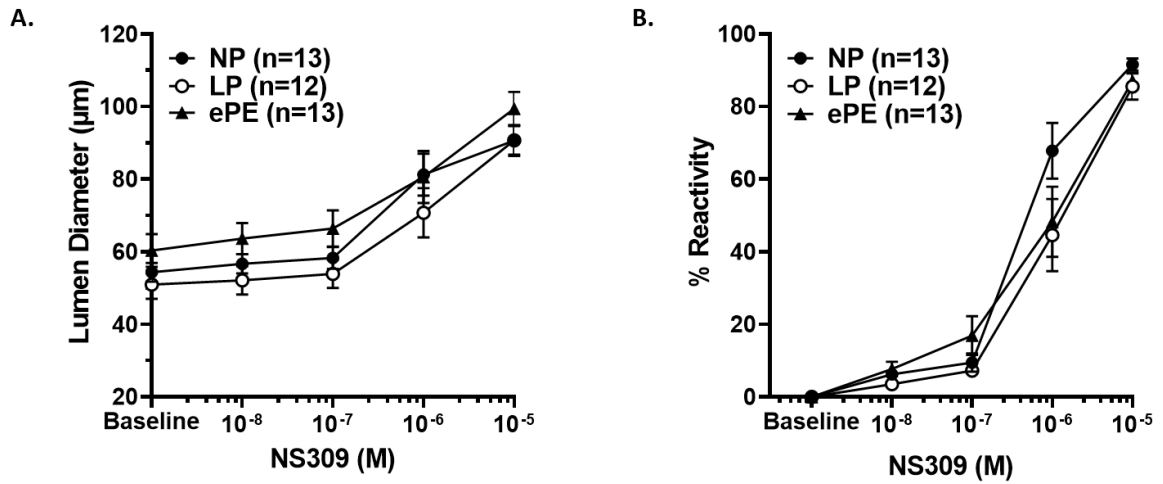 A.
120
100
80
60
40
20
Lumen Diameter (μm)
NP (n=13)
LP (n=12)
ePE (n=13)
Baseline 10⁻⁸ 10⁻⁷ 10⁻⁶ 10⁻⁵
NS309 (M)
B.
100
80
60
40
20
0
% Reactivity
NP (n=13)
LP (n=12)
ePE (n=13)
Baseline 10⁻⁸ 10⁻⁷ 10⁻⁶ 10⁻⁵
NS309 (M)